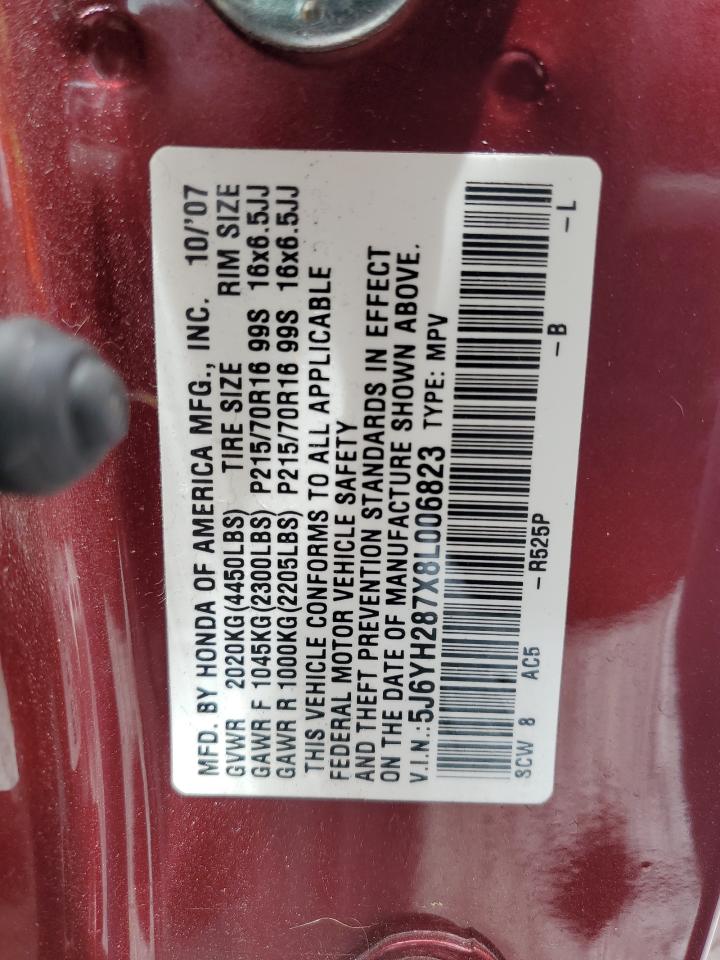 MFD. BY HONDA OF AMERICA MFG., INC. 10/'07
GVWR 2020KG(4450LBS) TIRE SIZE RIM SIZE
GAWR F 1045KG(2300LBS) P215/70R16 99S 16x6.5JJ
GAWR R 1000KG(2205LBS) P215/70R16 99S 16x6.5JJ
THIS VEHICLE CONFORMS TO ALL APPLICABLE
FEDERAL MOTOR VEHICLE SAFETY
AND THEFT PREVENTION STANDARDS IN EFFECT
ON THE DATE OF MANUFACTURE SHOWN ABOVE.
V.I.N.:5J6YH287X8L006823 TYPE: MPV
SCW 8 AC5 –R525P –B –L